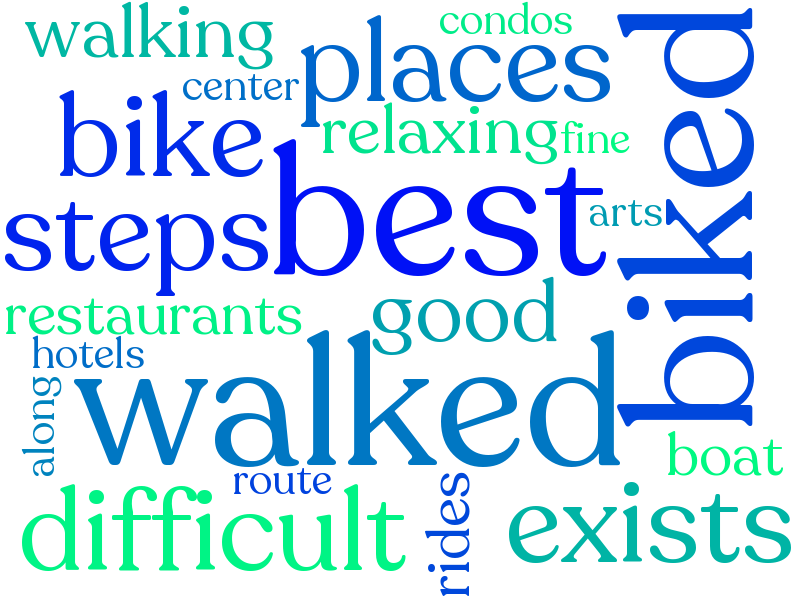 walking
condos
places
center
bike
relaxing
fine
biked
best
arts
steps
restaurants
good
hotels
walked
along
boat
route
difficult
rides
exists